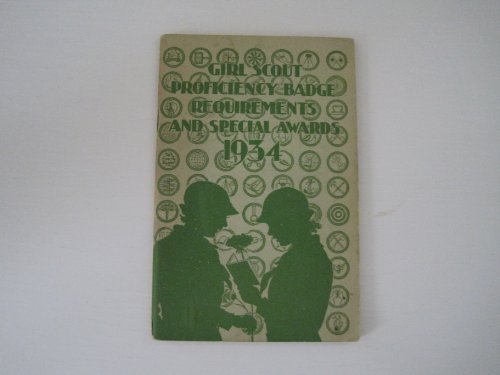 GIRL SCOUT
PROFICIENCY BADGE
REQUIREMENTS
AND SPECIAL AWARDS
1934